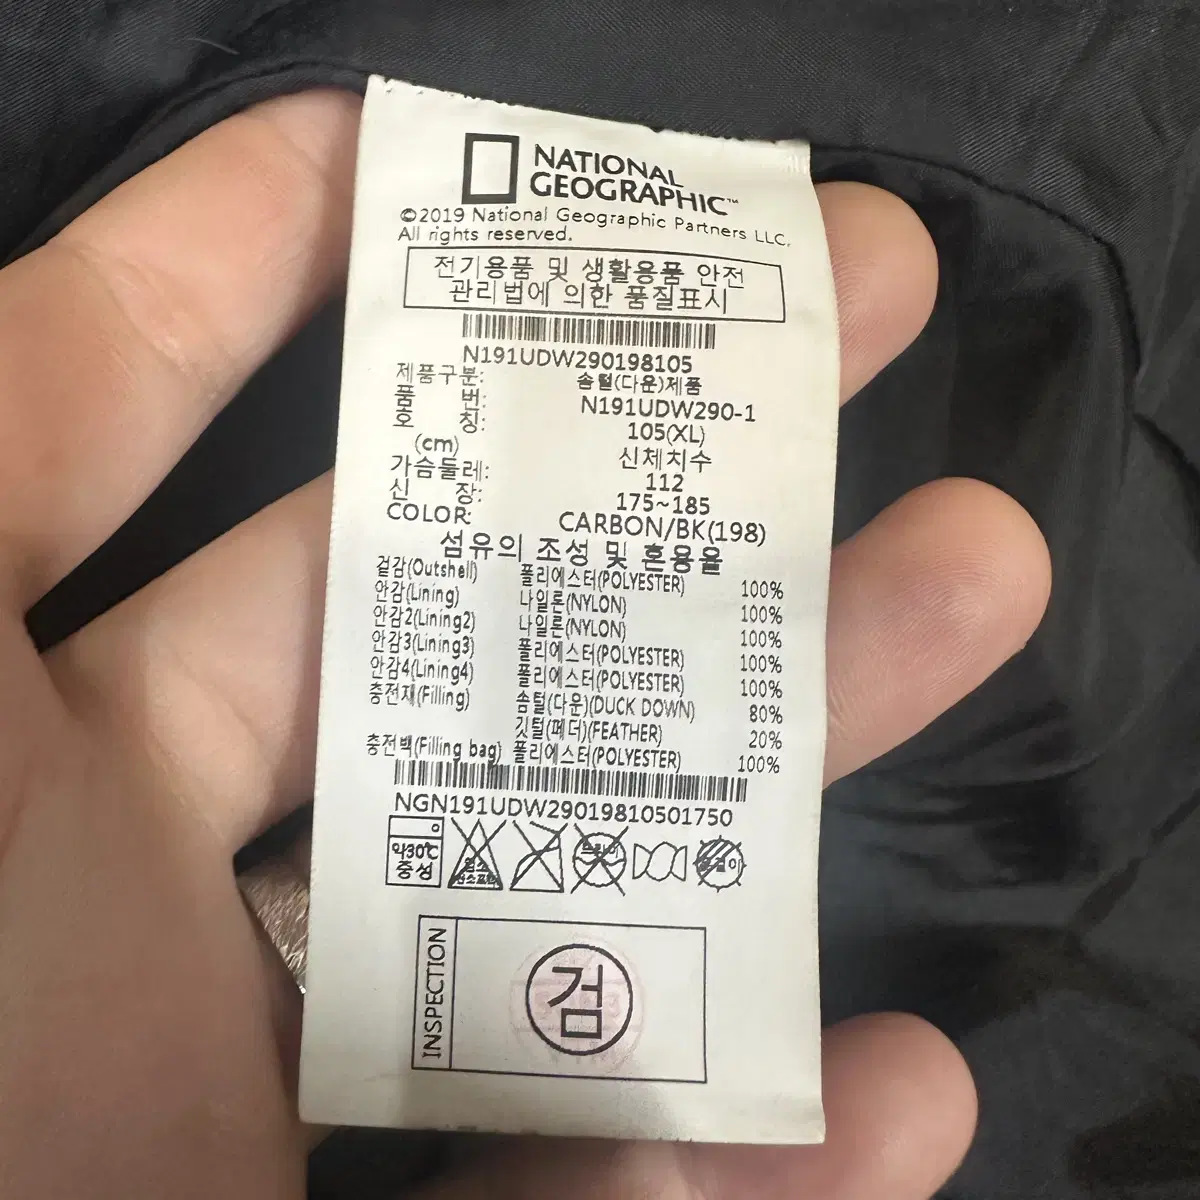 NATIONAL
GEOGRAPHIC™
©2019 National Geographic Partners LLC.
All rights reserved.
전기용품 및 생활용품 안전
관리법에 의한 품질표시
N191UDW290198105
제품구분: 솜털(다운)제품
품 번: N191UDW290-1
호 칭: 105(XL)
(cm) 신체치수
가슴둘레: 112
신 장: 175~185
COLOR: CARBON/BK(198)
섬유의 조성 및 혼용율
겉감(Outshell) 폴리에스터(POLYESTER) 100%
안감(Lining) 나일론(NYLON) 100%
안감2(Lining2) 나일론(NYLON) 100%
안감3(Lining3) 폴리에스터(POLYESTER) 100%
안감4(Lining4) 폴리에스터(POLYESTER) 100%
충전재(Filling) 솜털(다운)(DUCK DOWN) 80%
깃털(페더)(FEATHER) 20%
충전백(Filling bag) 폴리에스터(POLYESTER) 100%
NGN191UDW29019810501750
약30℃
중성
INSPECTION
검